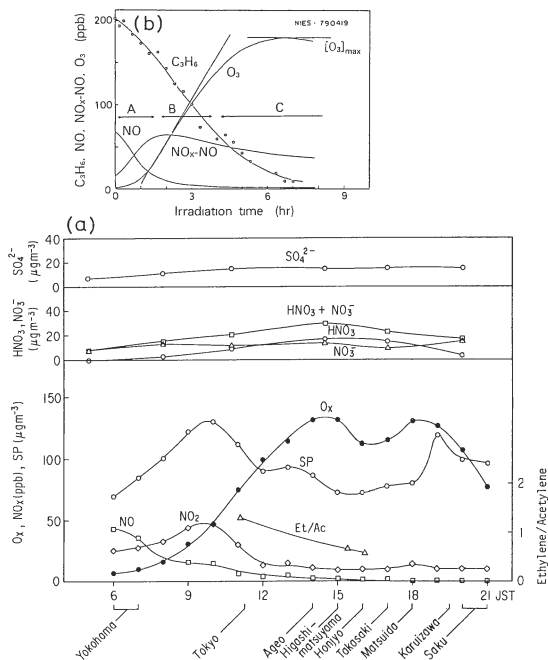 (b)
NIES - 790419
200
100
0
C₃H₆, NO, NOₓ-NO, O₃ (ppb)
[O₃]max
C₃H₆
O₃
A
B
C
NO
NOₓ-NO
0
3
6
9
Irradiation time (hr)
(a)
SO₄²⁻ (μgm⁻³)
40
20
0
SO₄²⁻
HNO₃, NO₃⁻ (μgm⁻³)
40
20
0
HNO₃ + NO₃⁻
HNO₃
NO₃⁻
Oₓ, NOₓ(ppb), SP (μgm⁻³)
150
100
50
0
Oₓ
SP
NO
NO₂
Et/Ac
2
1
0
Ethylene/Acetylene
6
9
12
15
18
21 JST
Yokohama
Tokyo
Ageo
Higashi-
matsuyama
Honjyo
Takasaki
Matsuida
Karuizawa
Saku